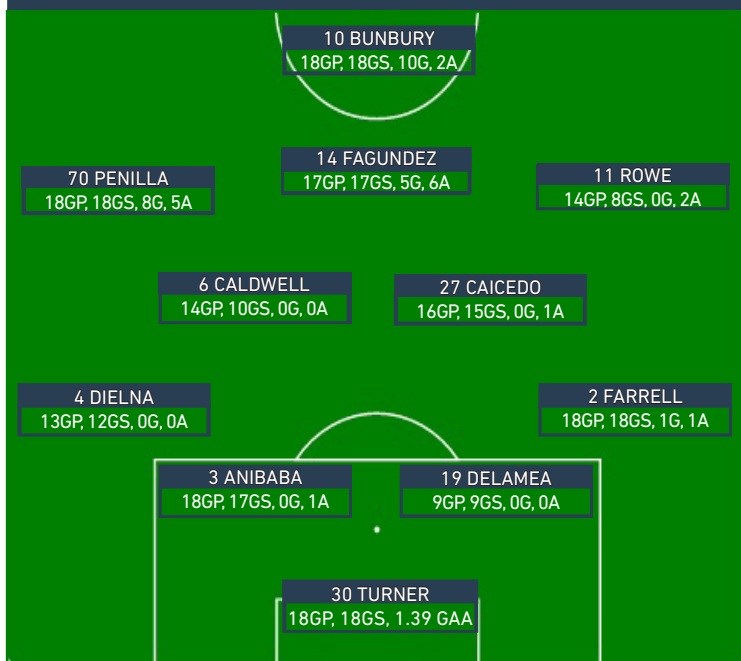 10 BUNBURY
18GP, 18GS, 10G, 2A
14 FAGUNDEZ
17GP, 17GS, 5G, 6A
70 PENILLA
18GP, 18GS, 8G, 5A
11 ROWE
14GP, 8GS, 0G, 2A
6 CALDWELL
14GP, 10GS, 0G, 0A
27 CAICEDO
16GP, 15GS, 0G, 1A
4 DIELNA
13GP, 12GS, 0G, 0A
2 FARRELL
18GP, 18GS, 1G, 1A
3 ANIBABA
18GP, 17GS, 0G, 1A
19 DELAMEA
9GP, 9GS, 0G, 0A
30 TURNER
18GP, 18GS, 1.39 GAA